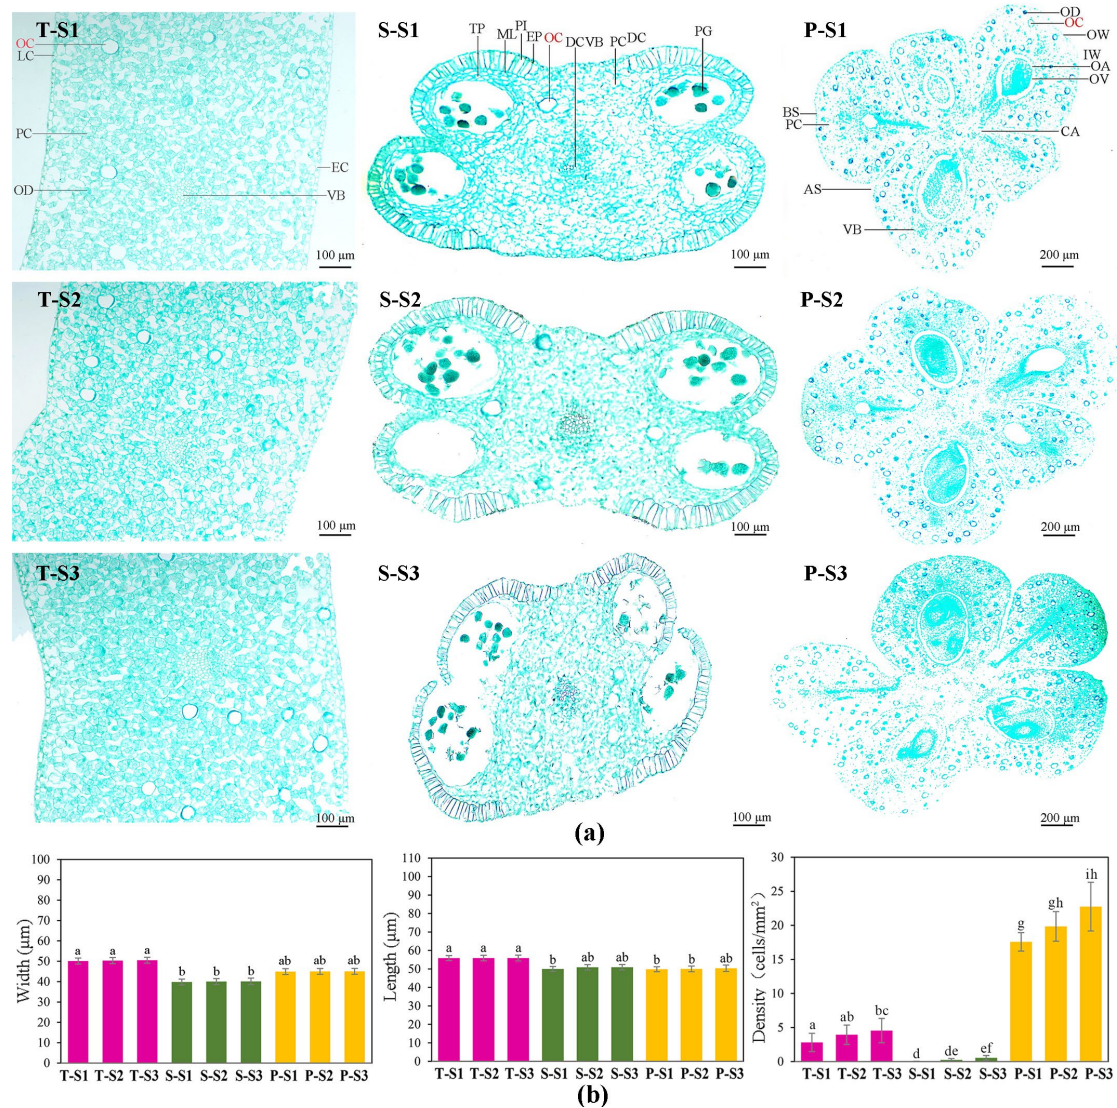 T-S1
OC
LC
PC
OD
EC
VB
100 μm
S-S1
TP
ML
PI
EP
OC
DC
VB
PC
DC
PG
100 μm
P-S1
OD
OC
OW
IW
OA
OV
BS
PC
CA
AS
VB
200 μm
T-S2
100 μm
S-S2
100 μm
P-S2
200 μm
T-S3
100 μm
S-S3
100 μm
P-S3
200 μm
(a)
Width (μm)
100
90
80
70
60
50
40
30
20
10
0
a a a b b b ab ab ab
T-S1 T-S2 T-S3 S-S1 S-S2 S-S3 P-S1 P-S2 P-S3
Length (μm)
110
100
90
80
70
60
50
40
30
20
10
0
a a a b ab ab b b ab
T-S1 T-S2 T-S3 S-S1 S-S2 S-S3 P-S1 P-S2 P-S3
Density（cells/mm²）
30
25
20
15
10
5
0
a ab bc d de ef g gh ih
T-S1 T-S2 T-S3 S-S1 S-S2 S-S3 P-S1 P-S2 P-S3
(b)